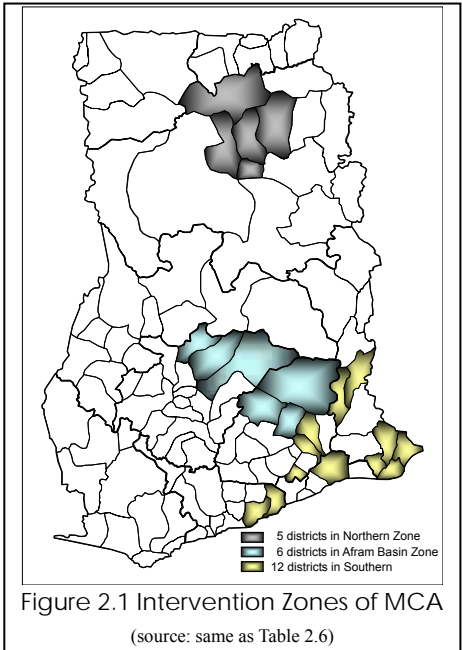 5 districts in Northern Zone
6 districts in Afram Basin Zone
12 districts in Southern
Figure 2.1 Intervention Zones of MCA
(source: same as Table 2.6)